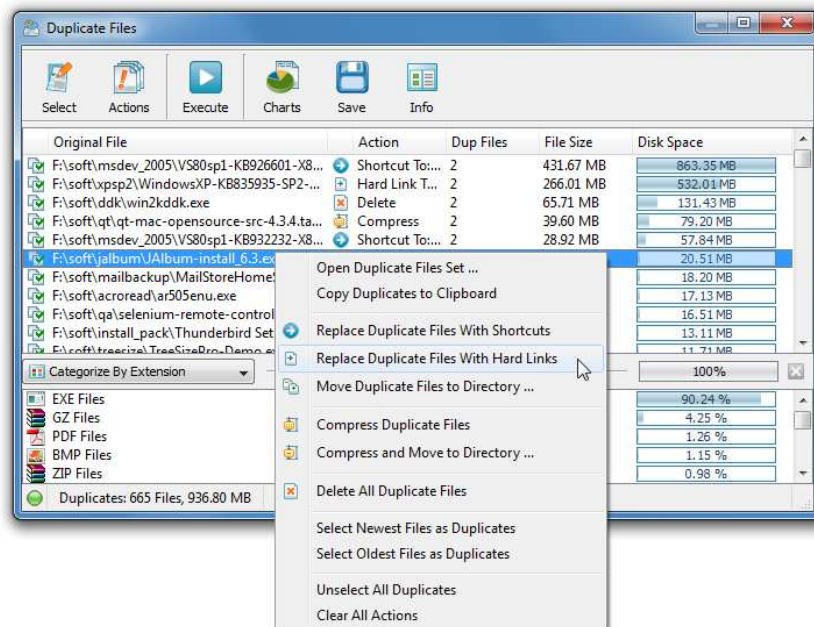 Duplicate Files
Select Actions Execute Charts Save Info
Original File Action Dup Files File Size Disk Space
F:\soft\msdev_2005\VS80sp1-KB926601-X8... Shortcut To:... 2 431.67 MB 863.35 MB
F:\soft\xpsp2\WindowsXP-KB835935-SP2-... Hard Link T... 2 266.01 MB 532.01 MB
F:\soft\ddk\win2kddk.exe Delete 2 65.71 MB 131.43 MB
F:\soft\qt\qt-mac-opensource-src-4.3.4.ta... Compress 2 39.60 MB 79.20 MB
F:\soft\msdev_2005\VS80sp1-KB932232-X8... Shortcut To:... 2 28.92 MB 57.84 MB
F:\soft\jalbum\JAlbum-install_6.3.ex 20.51 MB
F:\soft\mailbackup\MailStoreHome 18.20 MB
F:\soft\acroread\ar505enu.exe 17.13 MB
F:\soft\qa\selenium-remote-control 16.51 MB
F:\soft\install_pack\Thunderbird Set 13.11 MB
F:\soft\treesize\TreeSizePro-Demo.ex 11.71 MB
Categorize By Extension 100%
EXE Files 90.24 %
GZ Files 4.25 %
PDF Files 1.26 %
BMP Files 1.15 %
ZIP Files 0.98 %
Duplicates: 665 Files, 936.80 MB
Open Duplicate Files Set ...
Copy Duplicates to Clipboard
Replace Duplicate Files With Shortcuts
Replace Duplicate Files With Hard Links
Move Duplicate Files to Directory ...
Compress Duplicate Files
Compress and Move to Directory ...
Delete All Duplicate Files
Select Newest Files as Duplicates
Select Oldest Files as Duplicates
Unselect All Duplicates
Clear All Actions